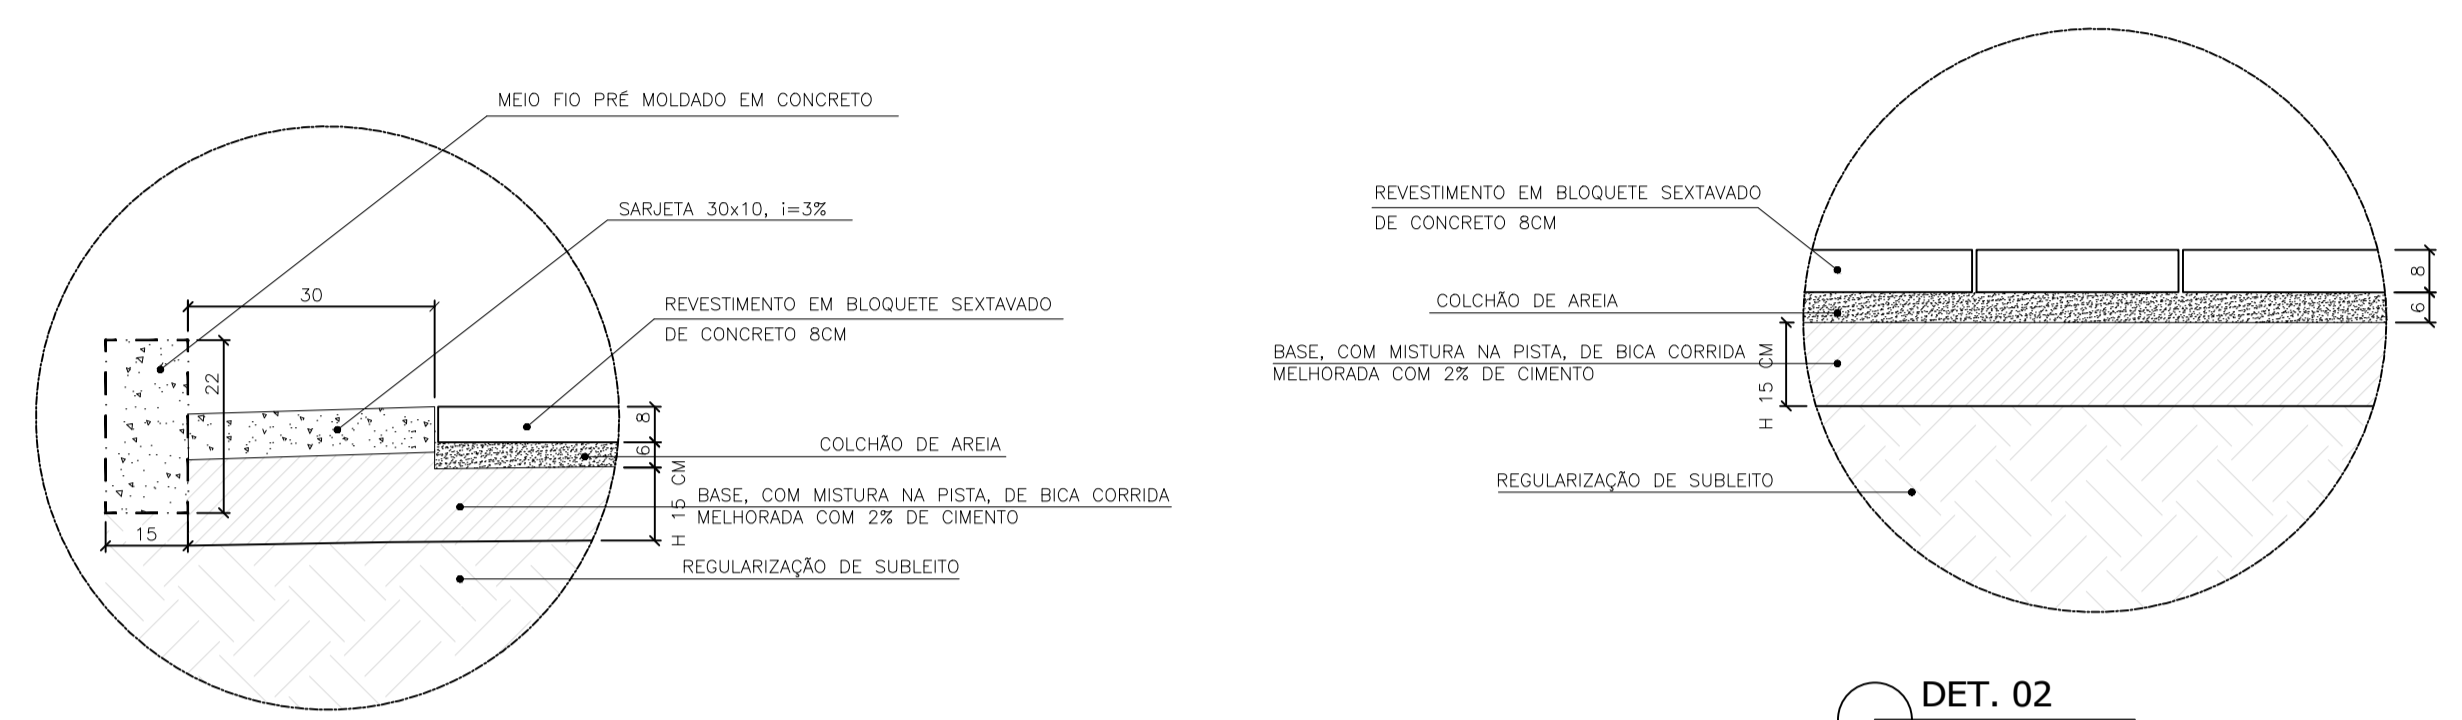 MEIO FIO PRÉ MOLDADO EM CONCRETO
SARJETA 30x10, i=3%
30
REVESTIMENTO EM BLOQUETE SEXTAVADO
DE CONCRETO 8CM
22
8
COLCHÃO DE AREIA
6
BASE, COM MISTURA NA PISTA, DE BICA CORRIDA
MELHORADA COM 2% DE CIMENTO
H 15 CM
15
REGULARIZAÇÃO DE SUBLEITO
REVESTIMENTO EM BLOQUETE SEXTAVADO
DE CONCRETO 8CM
8
COLCHÃO DE AREIA
6
BASE, COM MISTURA NA PISTA, DE BICA CORRIDA
MELHORADA COM 2% DE CIMENTO
H 15 CM
REGULARIZAÇÃO DE SUBLEITO
DET. 02